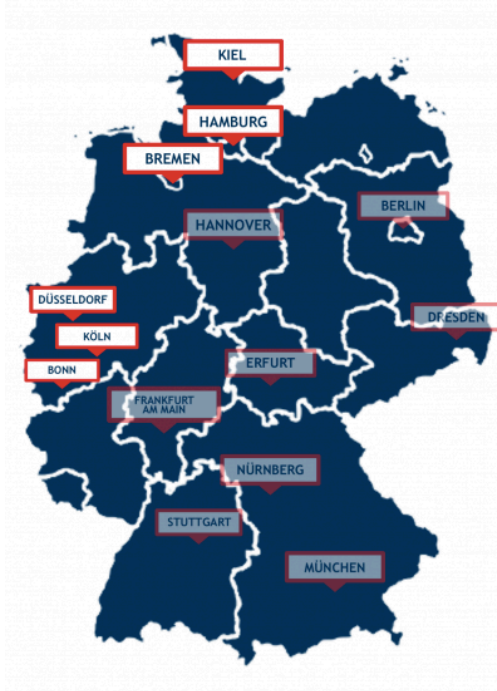 KIEL
HAMBURG
BREMEN
BERLIN
HANNOVER
DÜSSELDORF
DRESDEN
KÖLN
ERFURT
BONN
FRANKFURT
AM MAIN
NÜRNBERG
STUTTGART
MÜNCHEN